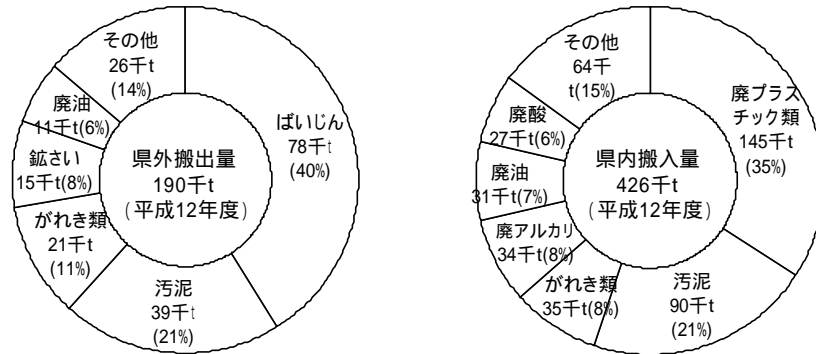 県外搬出量
190千t
(平成12年度)
ばいじん
78千t
(40%)
汚泥
39千t
(21%)
がれき類
21千t
(11%)
鉱さい
15千t(8%)
廃油
11千t(6%)
その他
26千t
(14%)
県内搬入量
426千t
(平成12年度)
廃プラス
チック類
145千t
(35%)
汚泥
90千t
(21%)
がれき類
35千t(8%)
廃アルカリ
34千t(8%)
廃油
31千t(7%)
廃酸
27千t(6%)
その他
64千
t(15%)